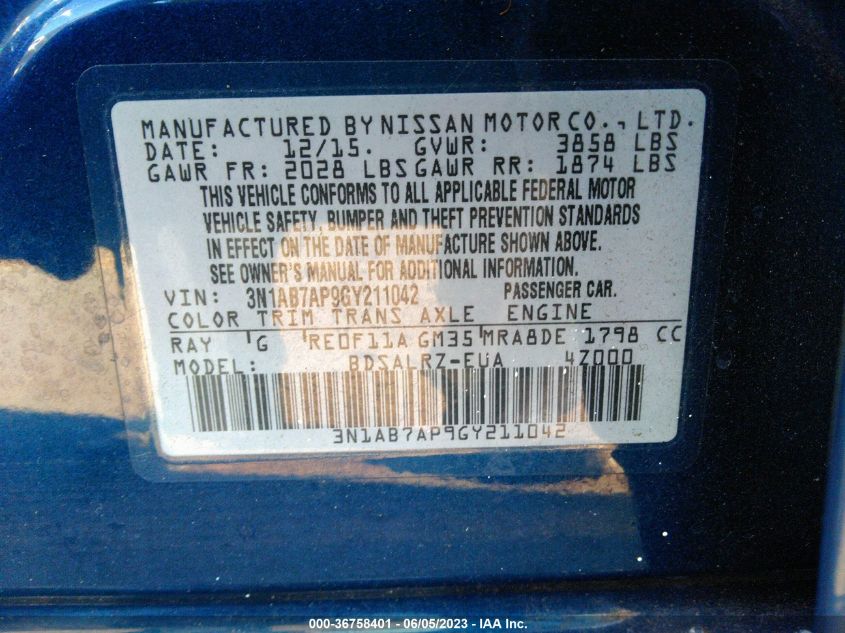 MANUFACTURED BY NISSAN MOTOR CO., LTD.
DATE: 12/15. GVWR: 3858 LBS
GAWR FR: 2028 LBS GAWR RR: 1874 LBS
THIS VEHICLE CONFORMS TO ALL APPLICABLE FEDERAL MOTOR
VEHICLE SAFETY, BUMPER AND THEFT PREVENTION STANDARDS
IN EFFECT ON THE DATE OF MANUFACTURE SHOWN ABOVE.
SEE OWNER'S MANUAL FOR ADDITIONAL INFORMATION.
VIN: 3N1AB7AP9GY211042 PASSENGER CAR.
COLOR TRIM TRANS AXLE ENGINE
RAY G RE0F11A GM35 MRA8DE 1798 CC
MODEL: BDSALRZ-EUA 4Z000
3N1AB7AP9GY211042
000-36758401 - 06/05/2023 - IAA Inc.